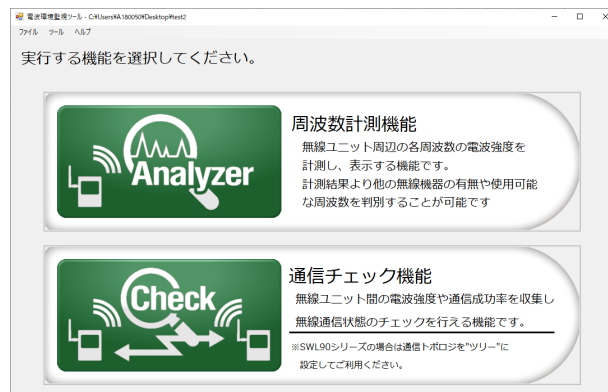 電波環境監視ツール - C:¥Users¥A180050¥Desktop¥test2
ファイル ツール ヘルプ
実行する機能を選択してください。
Analyzer
周波数計測機能
無線ユニット周辺の各周波数の電波強度を
計測し、表示する機能です。
計測結果より他の無線機器の有無や使用可能
な周波数を判別することが可能です
Check
通信チェック機能
無線ユニット間の電波強度や通信成功率を収集し
無線通信状態のチェックを行える機能です。
※SWL90シリーズの場合は通信トポロジを"ツリー"に
設定してご利用ください。